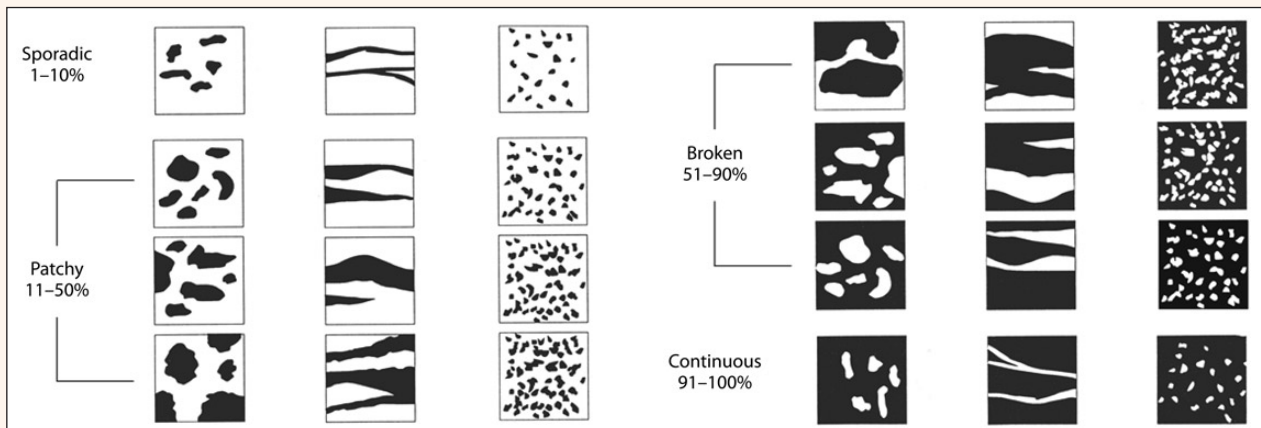 Sporadic
1–10%
Patchy
11–50%
Broken
51–90%
Continuous
91–100%